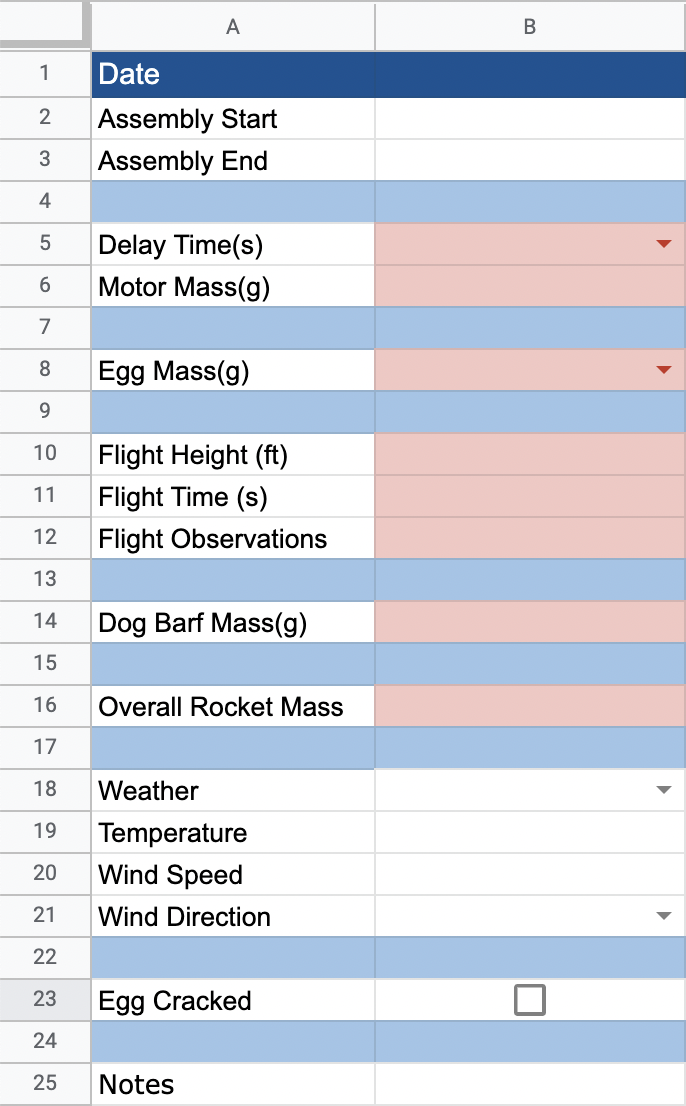 A B
1 Date
2 Assembly Start
3 Assembly End
4
5 Delay Time(s)
6 Motor Mass(g)
7
8 Egg Mass(g)
9
10 Flight Height (ft)
11 Flight Time (s)
12 Flight Observations
13
14 Dog Barf Mass(g)
15
16 Overall Rocket Mass
17
18 Weather
19 Temperature
20 Wind Speed
21 Wind Direction
22
23 Egg Cracked
24
25 Notes